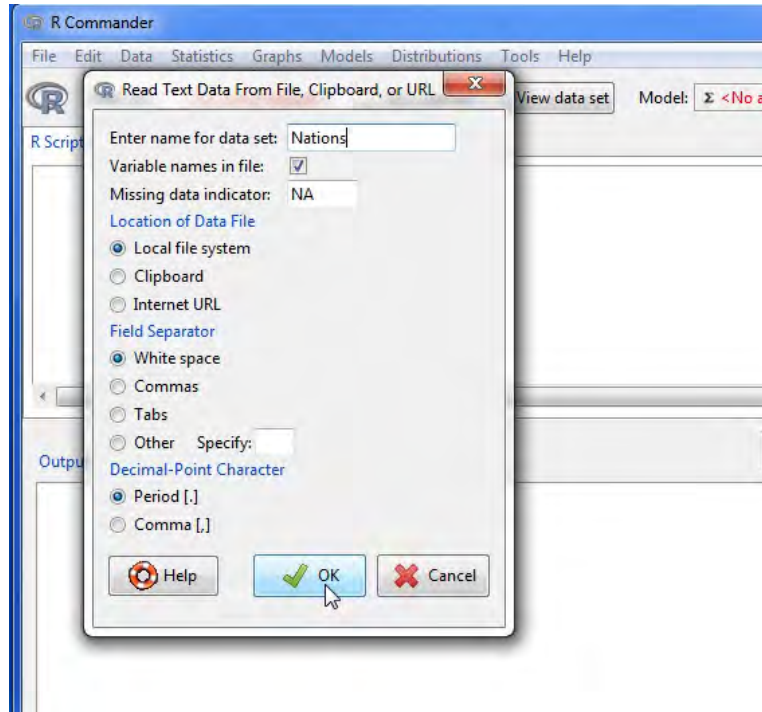 R Commander
File Edit Data Statistics Graphs Models Distributions Tools Help
Read Text Data From File, Clipboard, or URL
View data set Model: Σ <No a
R Script
Enter name for data set: Nations
Variable names in file:
Missing data indicator: NA
Location of Data File
Local file system
Clipboard
Internet URL
Field Separator
White space
Commas
Tabs
Other Specify:
Outpu
Decimal-Point Character
Period [.]
Comma [,]
Help OK Cancel